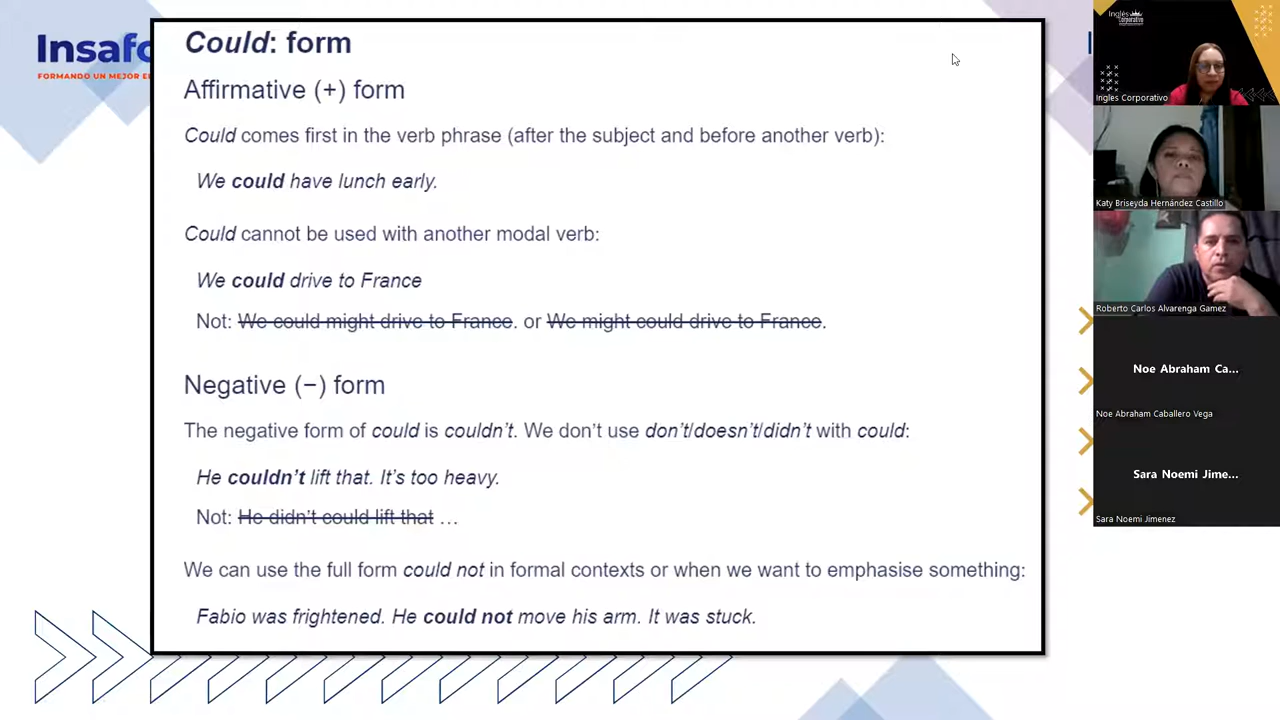 Insafo
FORMANDO UN MEJOR E
Could: form
Affirmative (+) form
Could comes first in the verb phrase (after the subject and before another verb):
We could have lunch early.
Could cannot be used with another modal verb:
We could drive to France
Not: We could might drive to France. or We might could drive to France.
Negative (−) form
The negative form of could is couldn't. We don't use don't/doesn't/didn't with could:
He couldn't lift that. It's too heavy.
Not: He didn't could lift that …
We can use the full form could not in formal contexts or when we want to emphasise something:
Fabio was frightened. He could not move his arm. It was stuck.
Inglés
Corporativo
Ingles Corporativo
Katy Briseyda Hernández Castillo
Roberto Carlos Alvarenga Gamez
Noe Abraham Ca...
Noe Abraham Caballero Vega
Sara Noemi Jime...
Sara Noemi Jimenez